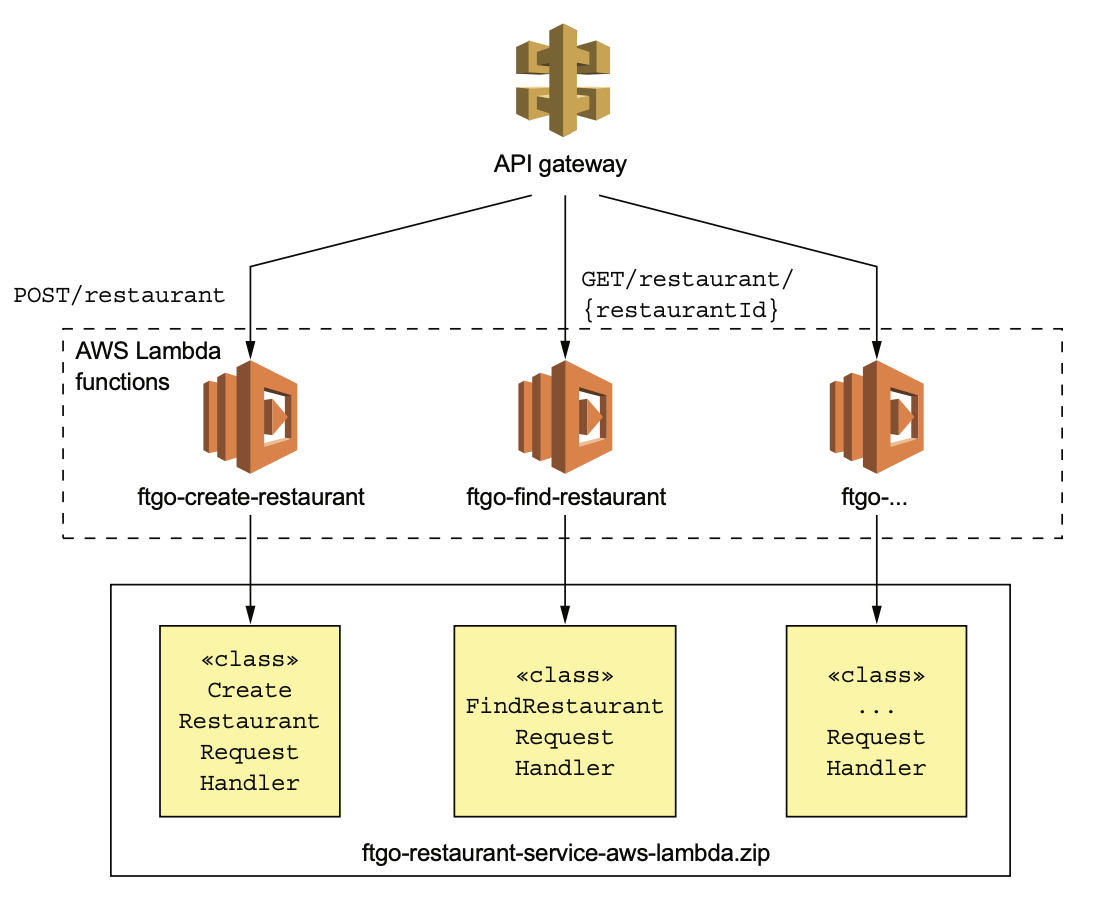 API gateway
POST/restaurant
GET/restaurant/
{restaurantId}
AWS Lambda
functions
ftgo-create-restaurant
ftgo-find-restaurant
ftgo-...
«class»
Create
Restaurant
Request
Handler
«class»
FindRestaurant
Request
Handler
«class»
...
Request
Handler
ftgo-restaurant-service-aws-lambda.zip